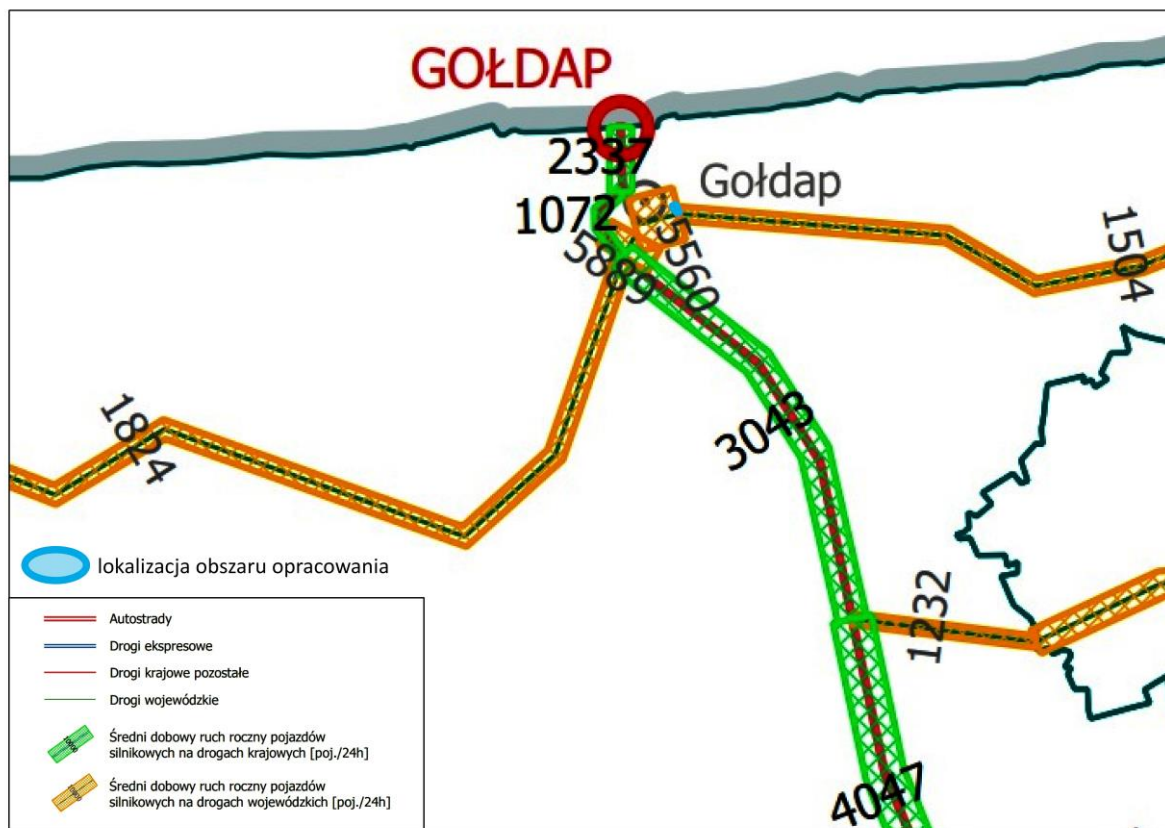 GOŁDAP
2337
Gołdap
1072
5889
5560
1504
3043
1824
lokalizacja obszaru opracowania
1232
Autostrady
Drogi ekspresowe
Drogi krajowe pozostałe
Drogi wojewódzkie
Średni dobowy ruch roczny pojazdów
silnikowych na drogach krajowych [poj./24h]
Średni dobowy ruch roczny pojazdów
silnikowych na drogach wojewódzkich [poj./24h]
4047